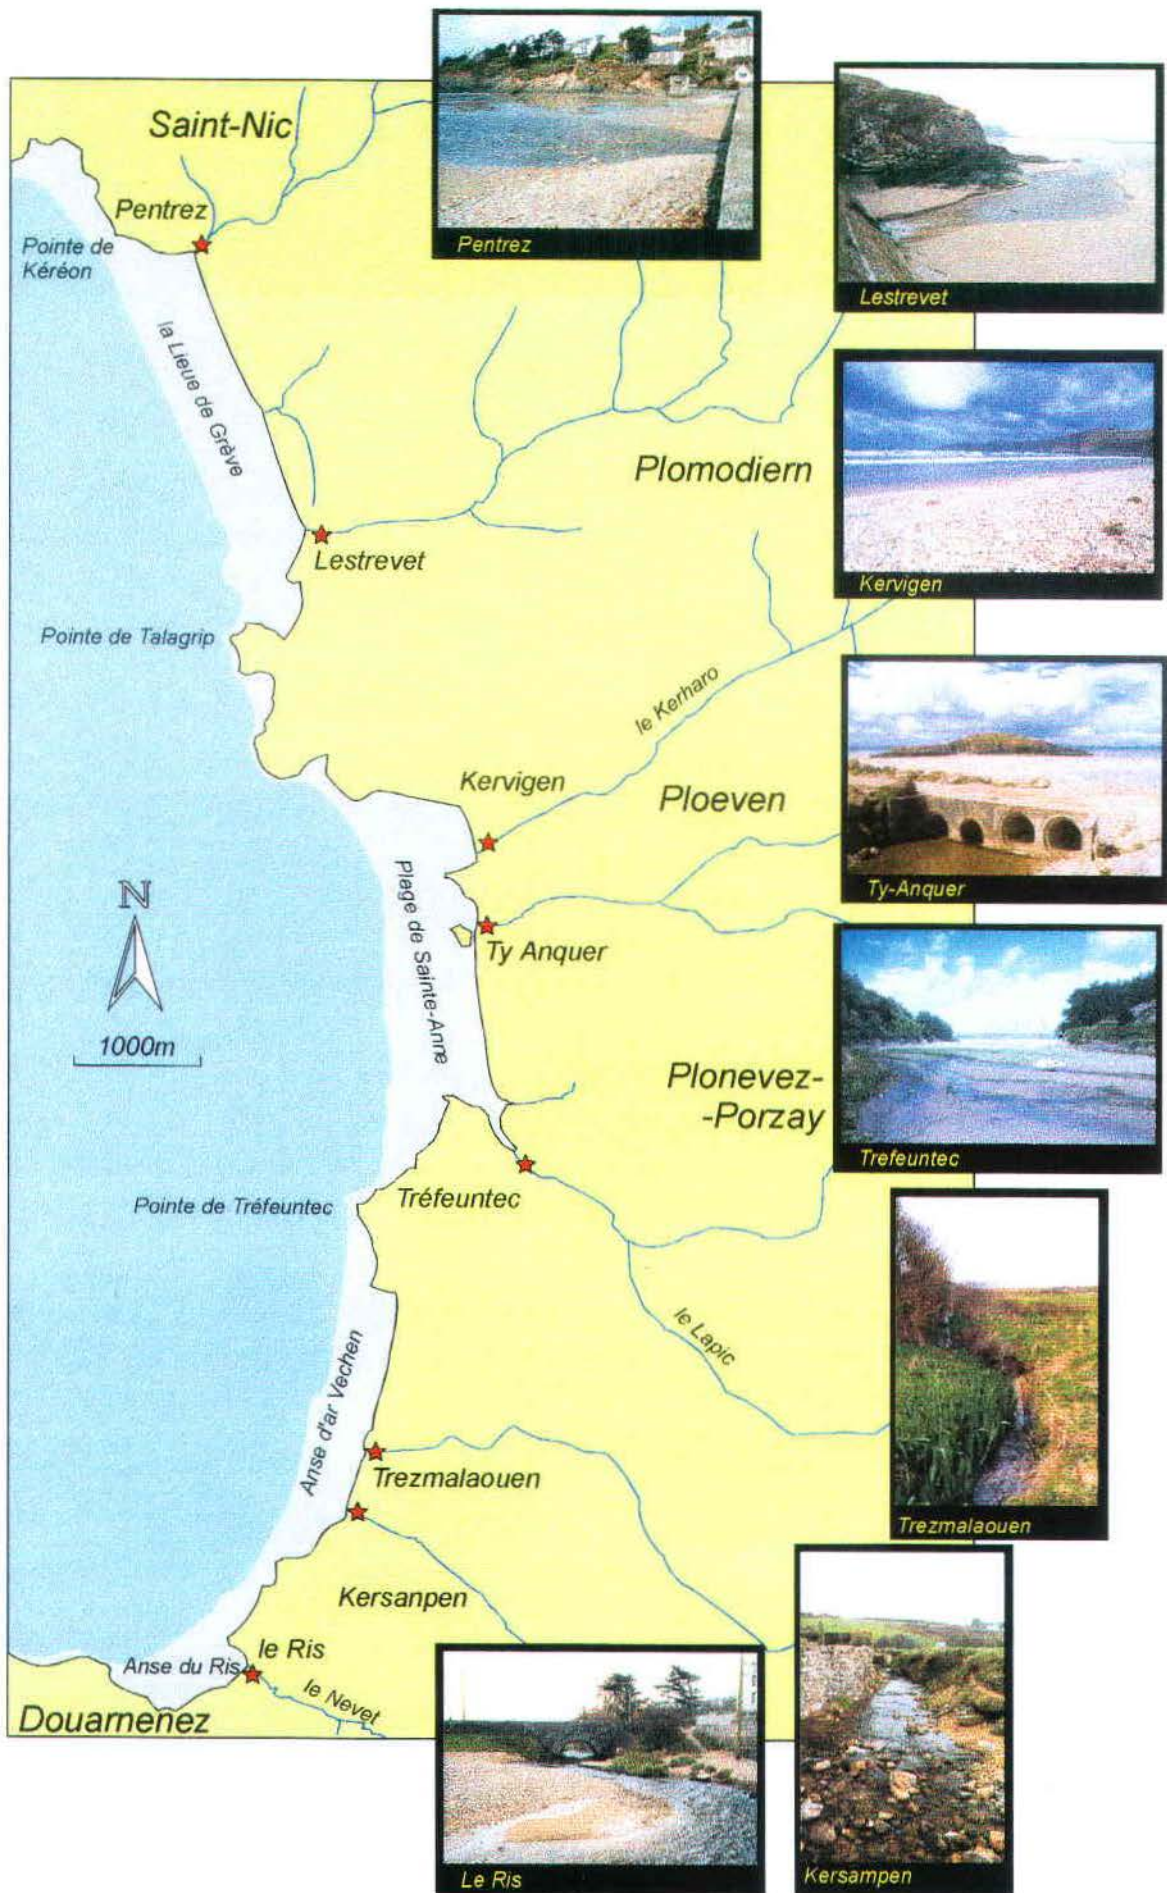 Saint-Nic
Pentrez
Pentrez
Pointe de
Kéréon
Lestrevet
la Lieue de Grève
Kervigen
Plomodiern
Lestrevet
Pointe de Talagrip
le Kerharo
Kervigen
Ploeven
Ty-Anquer
N
Plage de Sainte-Anne
Ty Anquer
1000m
Plonevez-
-Porzay
Trefeuntec
Pointe de Tréfeuntec
Tréfeuntec
le Lapic
Anse d'ar Vechen
Trezmalaouen
Trezmalaouen
Kersanpen
le Ris
Anse du Ris
le Nevet
Douarnenez
Le Ris
Kersampen